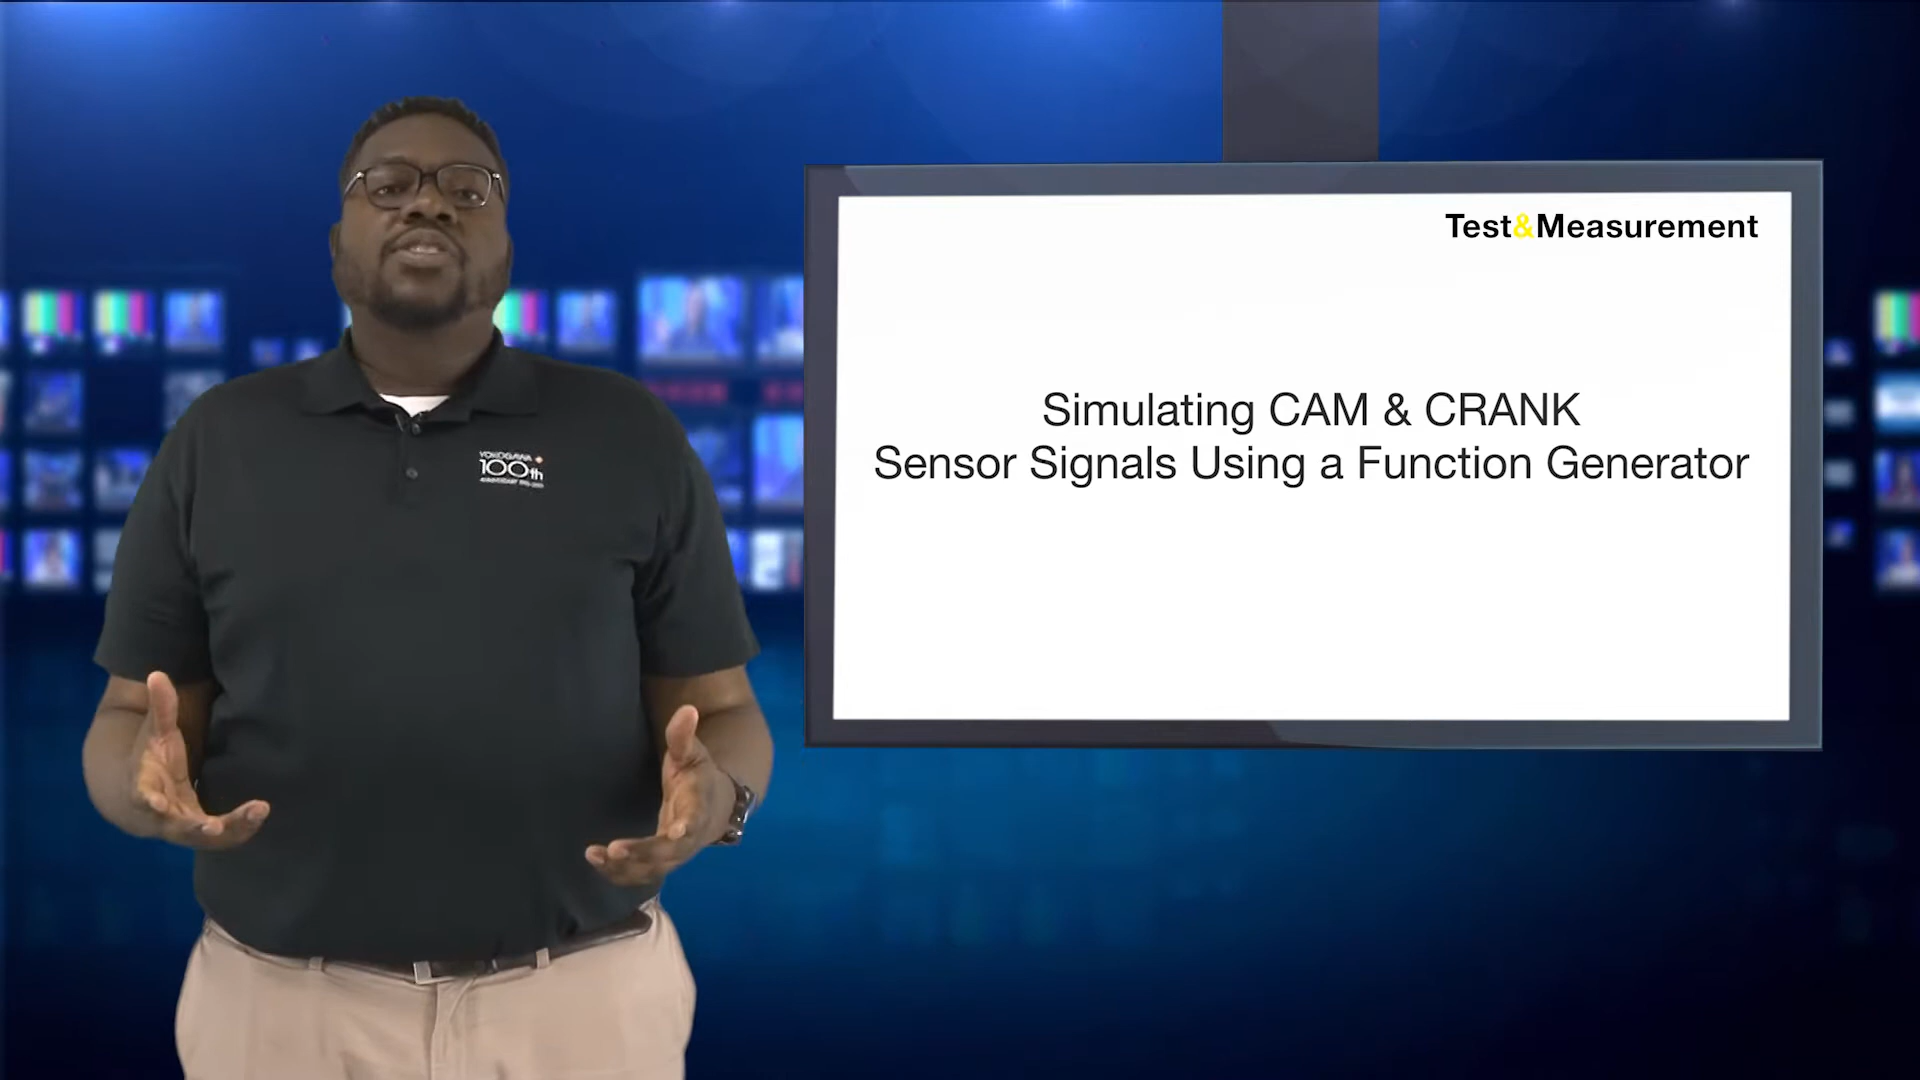 Test&Measurement
Simulating CAM & CRANK
Sensor Signals Using a Function Generator
YOKOGAWA
100th